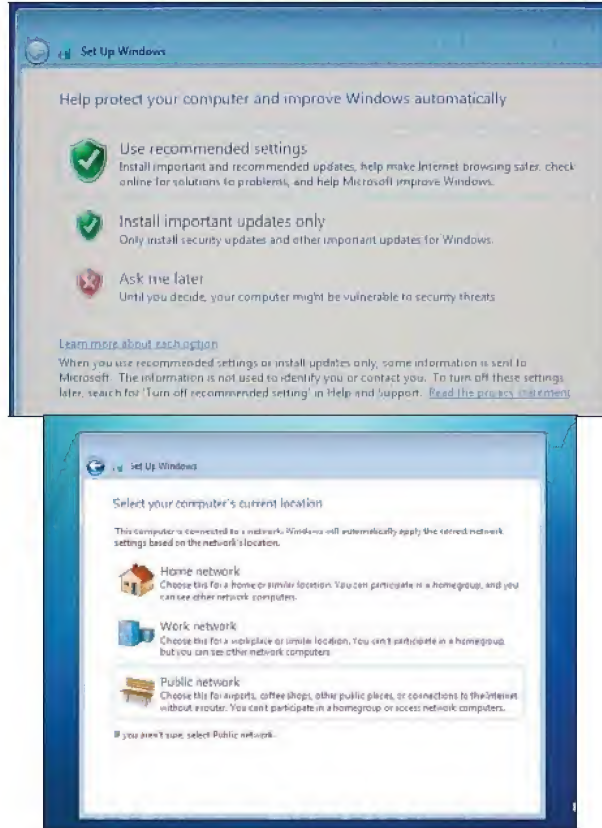 Set Up Windows
Help protect your computer and improve Windows automatically
Use recommended settings
Install important and recommended updates, help make Internet browsing safer, check
online for solutions to problems, and help Microsoft improve Windows.
Install important updates only
Only install security updates and other important updates for Windows.
Ask me later
Until you decide, your computer might be vulnerable to security threats
Learn more about each option
When you use recommended settings or install updates only, some information is sent to
Microsoft. The information is not used to identify you or contact you. To turn off these settings
later, search for 'Turn off recommended setting' in Help and Support. Read the privacy statement
Set Up Windows
Select your computer's current location
This computer is connected to a network. Windows will automatically apply the correct network
settings based on the network's location.
Home network
Choose this for a home or similar location. You can participate in a homegroup, and you
can see other network computers.
Work network
Choose this for a workplace or similar location. You can't participate in a homegroup,
but you can see other network computers.
Public network
Choose this for airports, coffee shops, other public places, or connections to the Internet
without a router. You can't participate in a homegroup or access network computers.
If you aren't sure, select Public network.